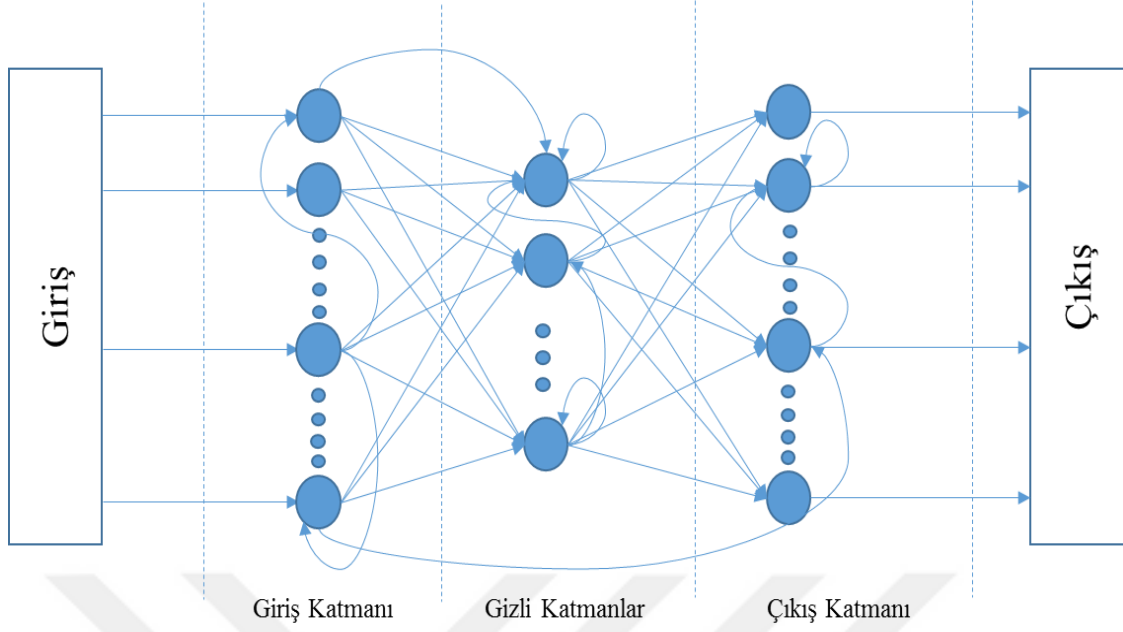 Giriş
Çıkış
Giriş Katmanı
Gizli Katmanlar
Çıkış Katmanı